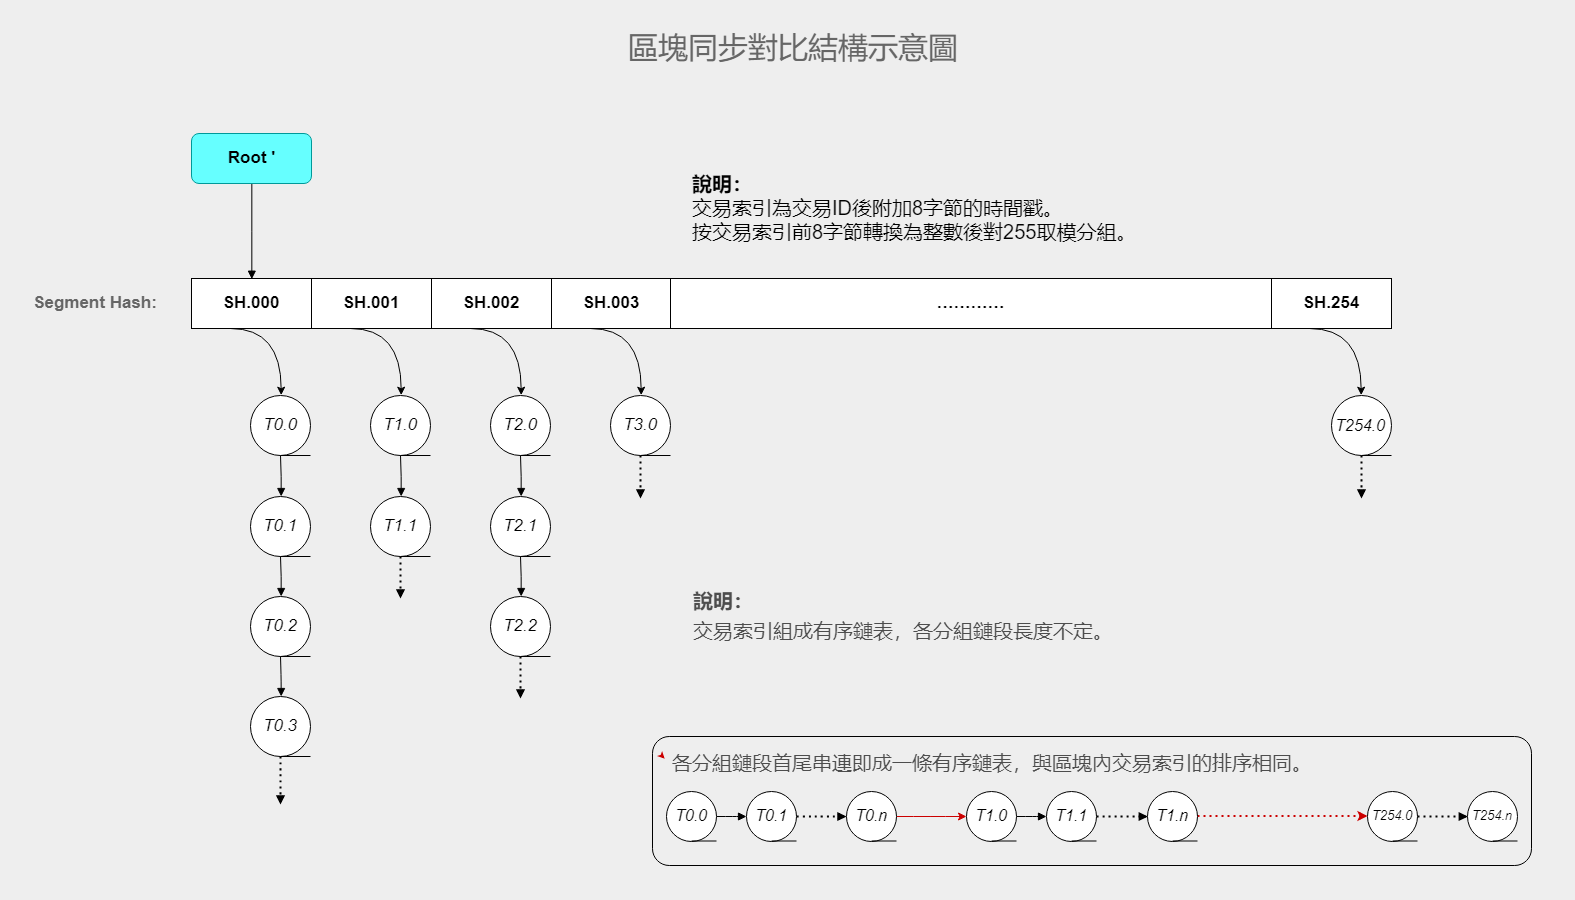 區塊同步對比結構示意圖
Root '
說明：
交易索引為交易ID後附加8字節的時間戳。
按交易索引前8字節轉換為整數後對255取模分組。
Segment Hash:
SH.000
SH.001
SH.002
SH.003
............
SH.254
T0.0
T1.0
T2.0
T3.0
T254.0
T0.1
T1.1
T2.1
T0.2
T2.2
T0.3
說明：
交易索引組成有序鏈表，各分組鏈段長度不定。
各分組鏈段首尾串連即成一條有序鏈表，與區塊內交易索引的排序相同。
T0.0
T0.1
T0.n
T1.0
T1.1
T1.n
T254.0
T254.n